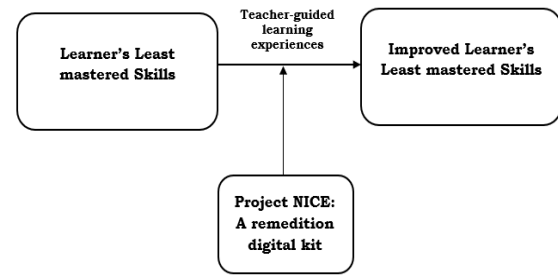 Teacher-guided
learning
experiences
Learner's Least
mastered Skills
Improved Learner's
Least mastered Skills
Project NICE:
A remedition
digital kit